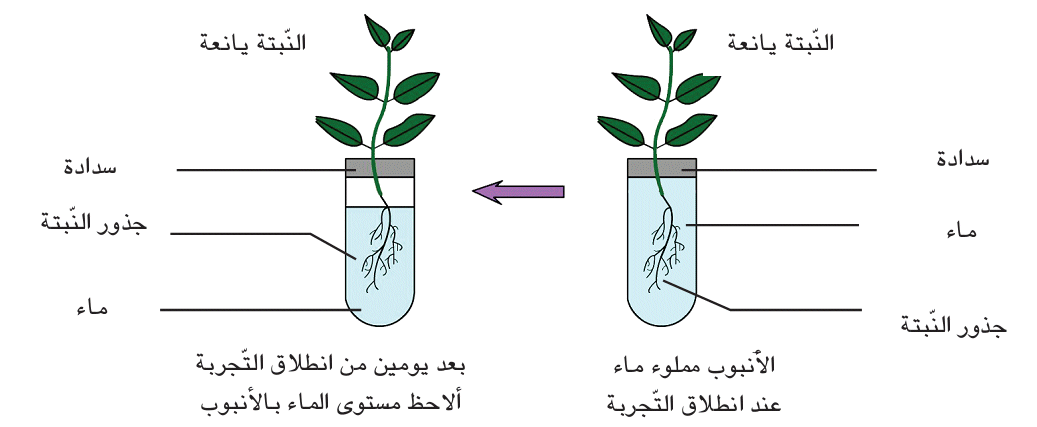 النّبتة يانعة
سدادة
ماء
جذور النّبتة
الأنبوب مملوء ماء
عند انطلاق التّجربة
النّبتة يانعة
سدادة
جذور النّبتة
ماء
بعد يومين من انطلاق التّجربة
ألاحظ مستوى الماء بالأنبوب